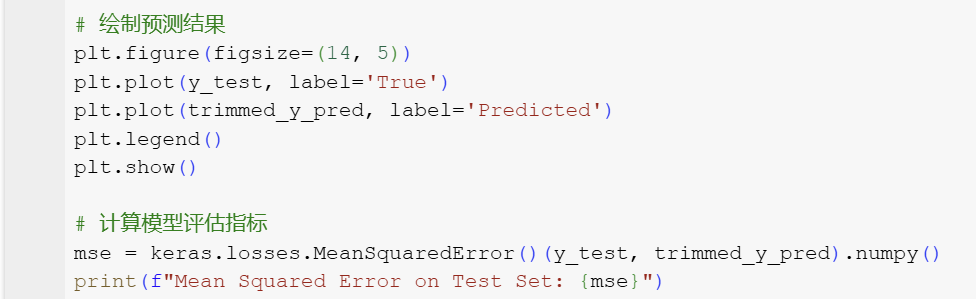 # 绘制预测结果
plt.figure(figsize=(14, 5))
plt.plot(y_test, label='True')
plt.plot(trimmed_y_pred, label='Predicted')
plt.legend()
plt.show()
# 计算模型评估指标
mse = keras.losses.MeanSquaredError()(y_test, trimmed_y_pred).numpy()
print(f"Mean Squared Error on Test Set: {mse}")